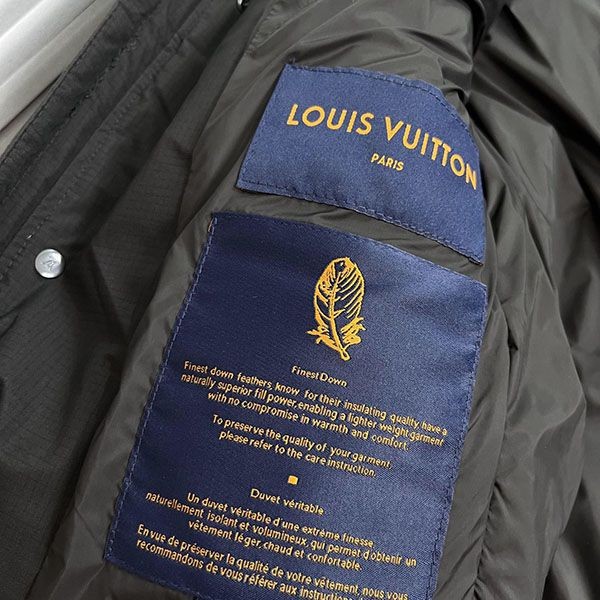 LOUIS VUITTON
PARIS
Finest Down
Finest down feathers, know for their insulating quality, have a
naturally superior fill power, enabling a lighter weight garment
with no compromise in warmth and comfort.
To preserve the quality of your garment,
please refer to the care instruction.
Duvet véritable
Un duvet véritable d'une extrême finesse
naturellement, isolant et volumineux, qui permet d'obtenir un
vêtement léger, chaud et confortable.
En vue de préserver la qualité de votre vêtement, nous vous
recommandons de vous référer aux instructions